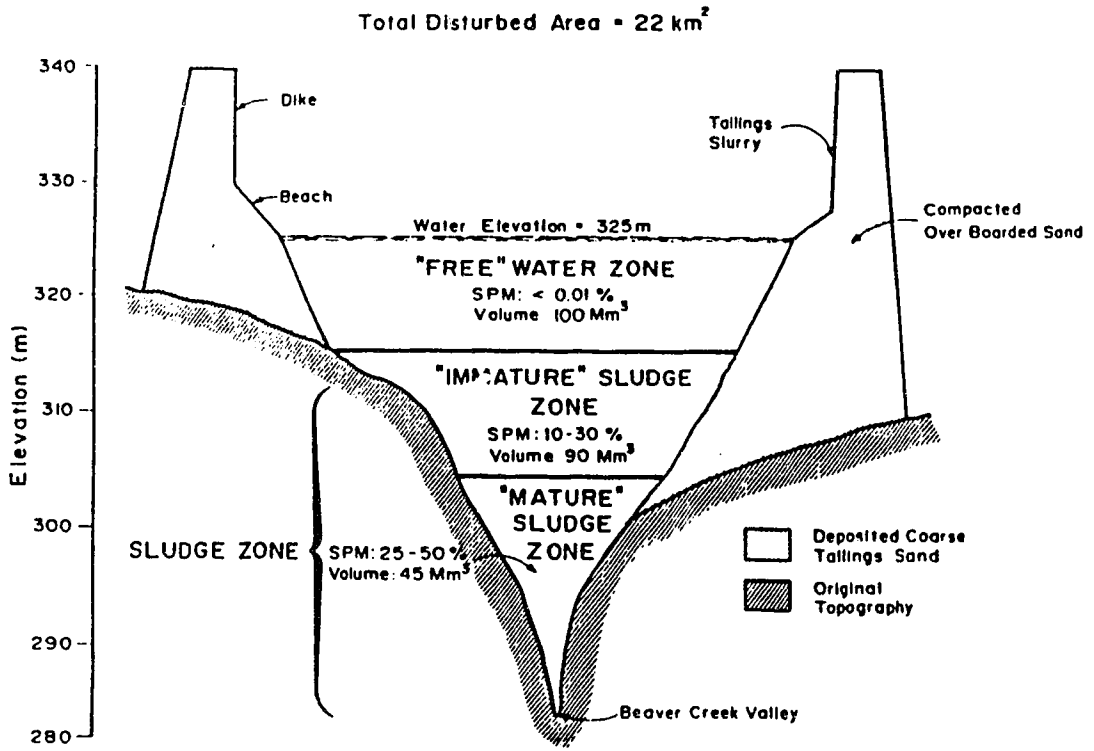 Total Disturbed Area = 22 km²
340
330
320
310
300
290
280
Elevation (m)
Dike
Beach
Tailings
Slurry
Compacted
Over Boarded Sand
Water Elevation = 325m
"FREE" WATER ZONE
SPM: < 0.01 %
Volume 100 Mm³
"IMMATURE" SLUDGE
ZONE
SPM: 10-30 %
Volume 90 Mm³
"MATURE"
SLUDGE
ZONE
SLUDGE ZONE
SPM: 25-50 %
Volume: 45 Mm³
Deposited Coarse
Tailings Sand
Original
Topography
Beaver Creek Valley